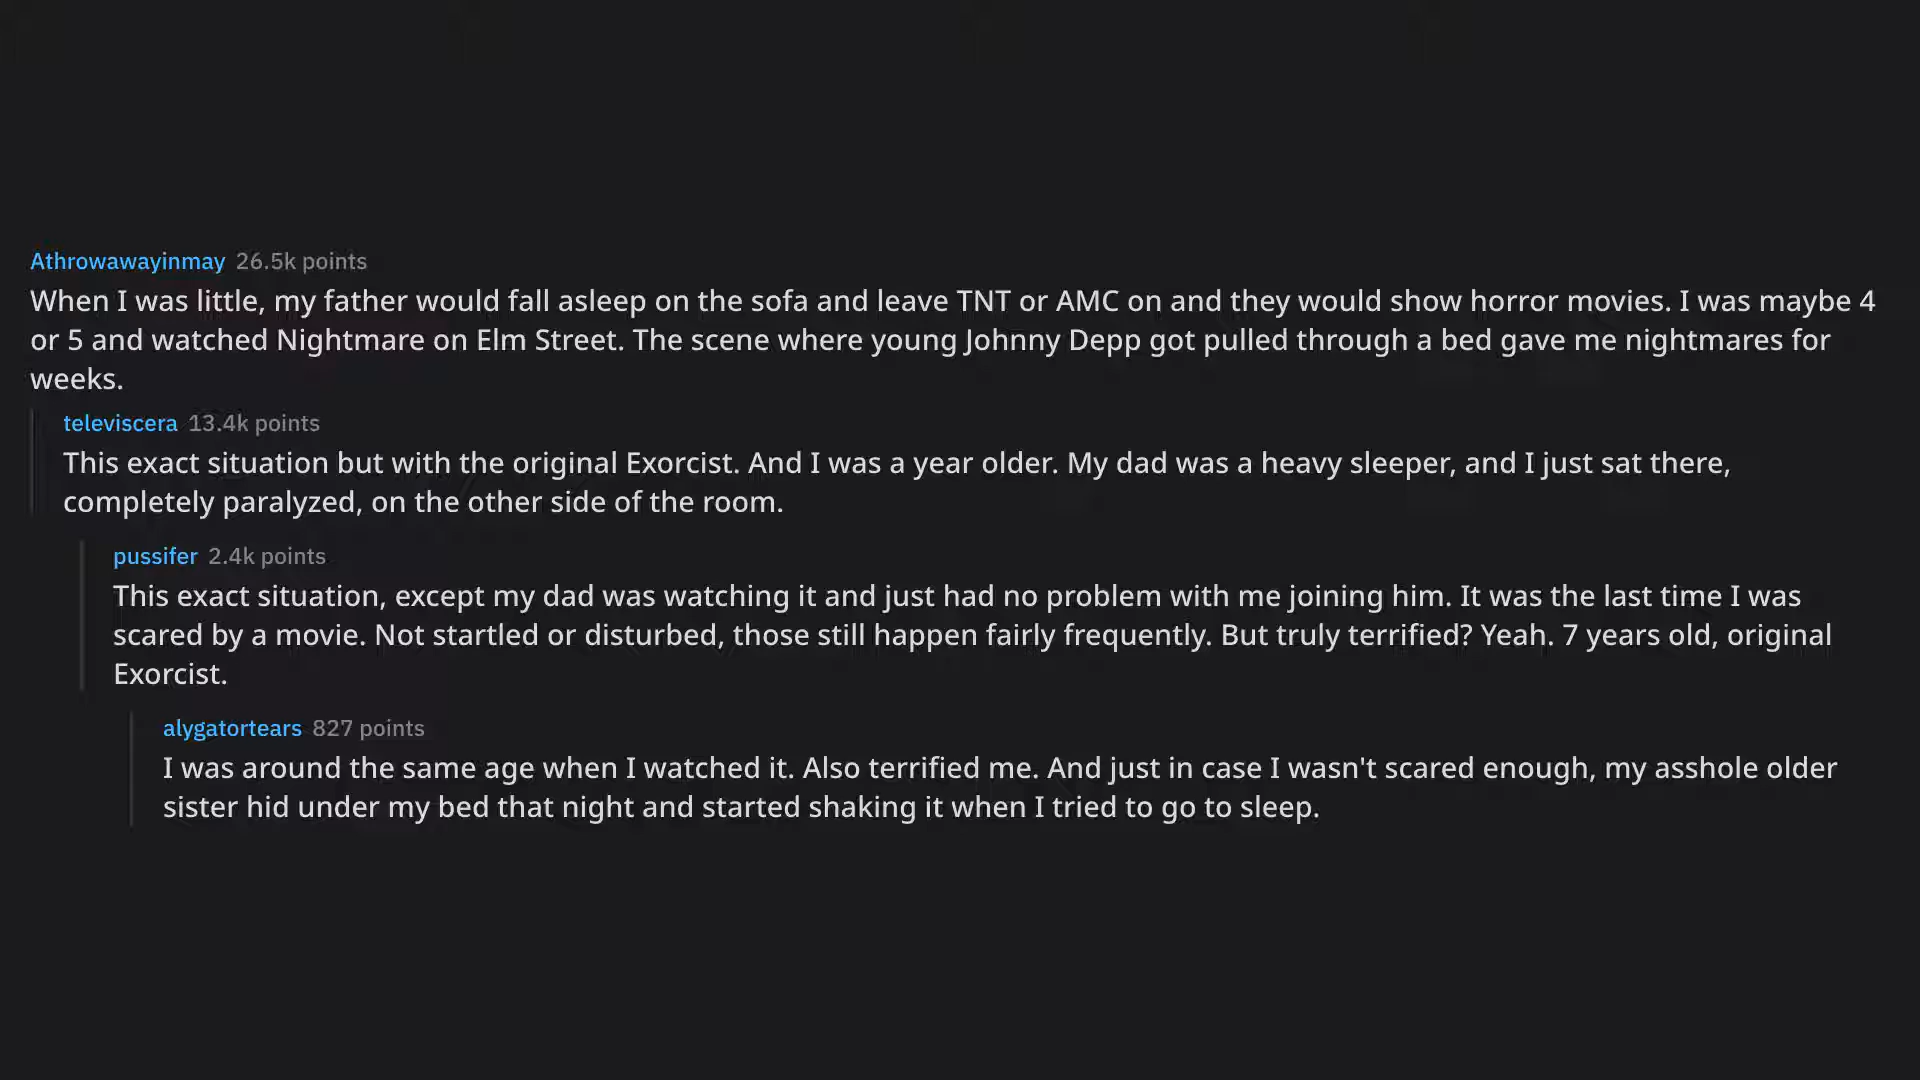 Athrowawayinmay 26.5k points
When I was little, my father would fall asleep on the sofa and leave TNT or AMC on and they would show horror movies. I was maybe 4
or 5 and watched Nightmare on Elm Street. The scene where young Johnny Depp got pulled through a bed gave me nightmares for
weeks.
televiscera 13.4k points
This exact situation but with the original Exorcist. And I was a year older. My dad was a heavy sleeper, and I just sat there,
completely paralyzed, on the other side of the room.
pussifer 2.4k points
This exact situation, except my dad was watching it and just had no problem with me joining him. It was the last time I was
scared by a movie. Not startled or disturbed, those still happen fairly frequently. But truly terrified? Yeah. 7 years old, original
Exorcist.
alygatortears 827 points
I was around the same age when I watched it. Also terrified me. And just in case I wasn't scared enough, my asshole older
sister hid under my bed that night and started shaking it when I tried to go to sleep.